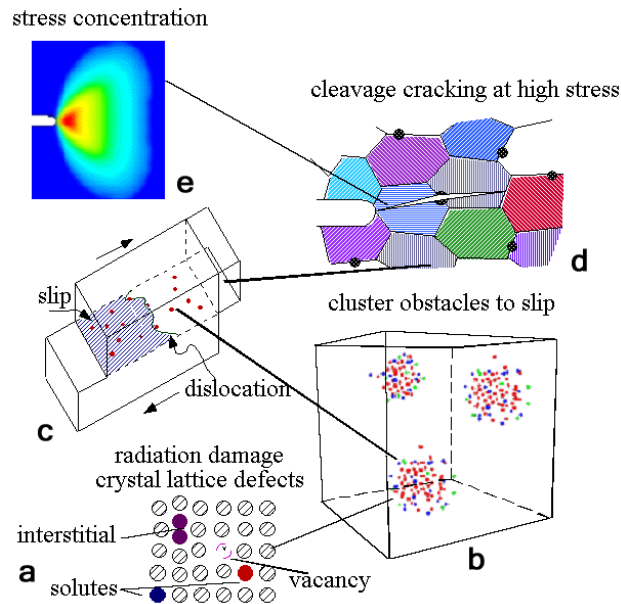 stress concentration
e
cleavage cracking at high stress
d
slip
dislocation
c
cluster obstacles to slip
b
radiation damage
crystal lattice defects
interstitial
a
vacancy
solutes